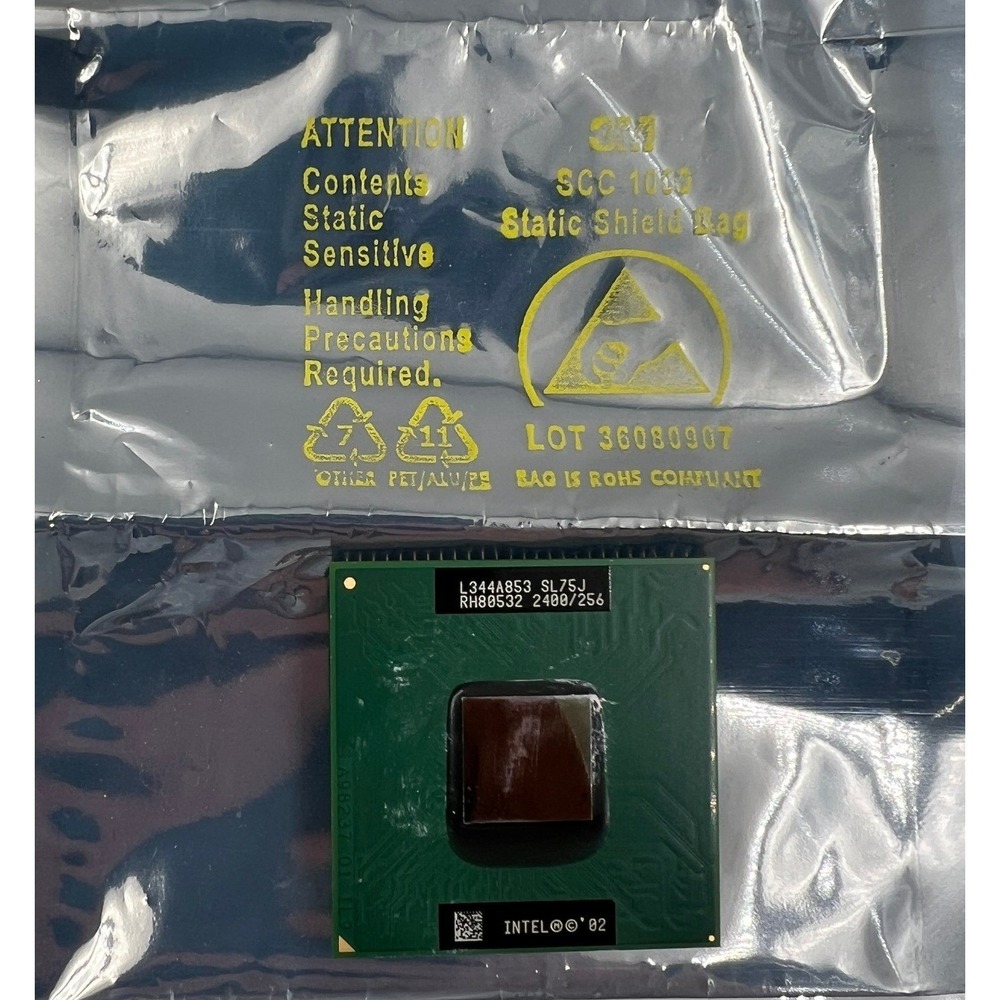 ATTENTION
Contents
Static
Sensitive
Handling
Precautions
Required.
7
11
OTHER PET/ALU/PE
3M
SCC 1000
Static Shield Bag
LOT 36080907
BAG IS ROHS COMPLIANT
L344A853 SL75J
RH80532 2400/256
INTEL Ⓜ © '02